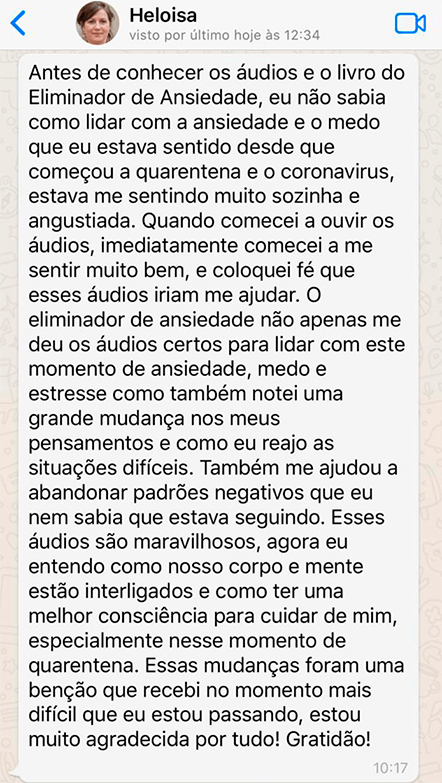 Heloisa
visto por último hoje às 12:34
Antes de conhecer os áudios e o livro do
Eliminador de Ansiedade, eu não sabia
como lidar com a ansiedade e o medo
que eu estava sentido desde que
começou a quarentena e o coronavirus,
estava me sentindo muito sozinha e
angustiada. Quando comecei a ouvir os
áudios, imediatamente comecei a me
sentir muito bem, e coloquei fé que
esses áudios iriam me ajudar. O
eliminador de ansiedade não apenas me
deu os áudios certos para lidar com este
momento de ansiedade, medo e
estresse como também notei uma
grande mudança nos meus
pensamentos e como eu reajo as
situações difíceis. Também me ajudou a
abandonar padrões negativos que eu
nem sabia que estava seguindo. Esses
áudios são maravilhosos, agora eu
entendo como nosso corpo e mente
estão interligados e como ter uma
melhor consciência para cuidar de mim,
especialmente nesse momento de
quarentena. Essas mudanças foram uma
benção que recebi no momento mais
difícil que eu estou passando, estou
muito agradecida por tudo! Gratidão!
10:17